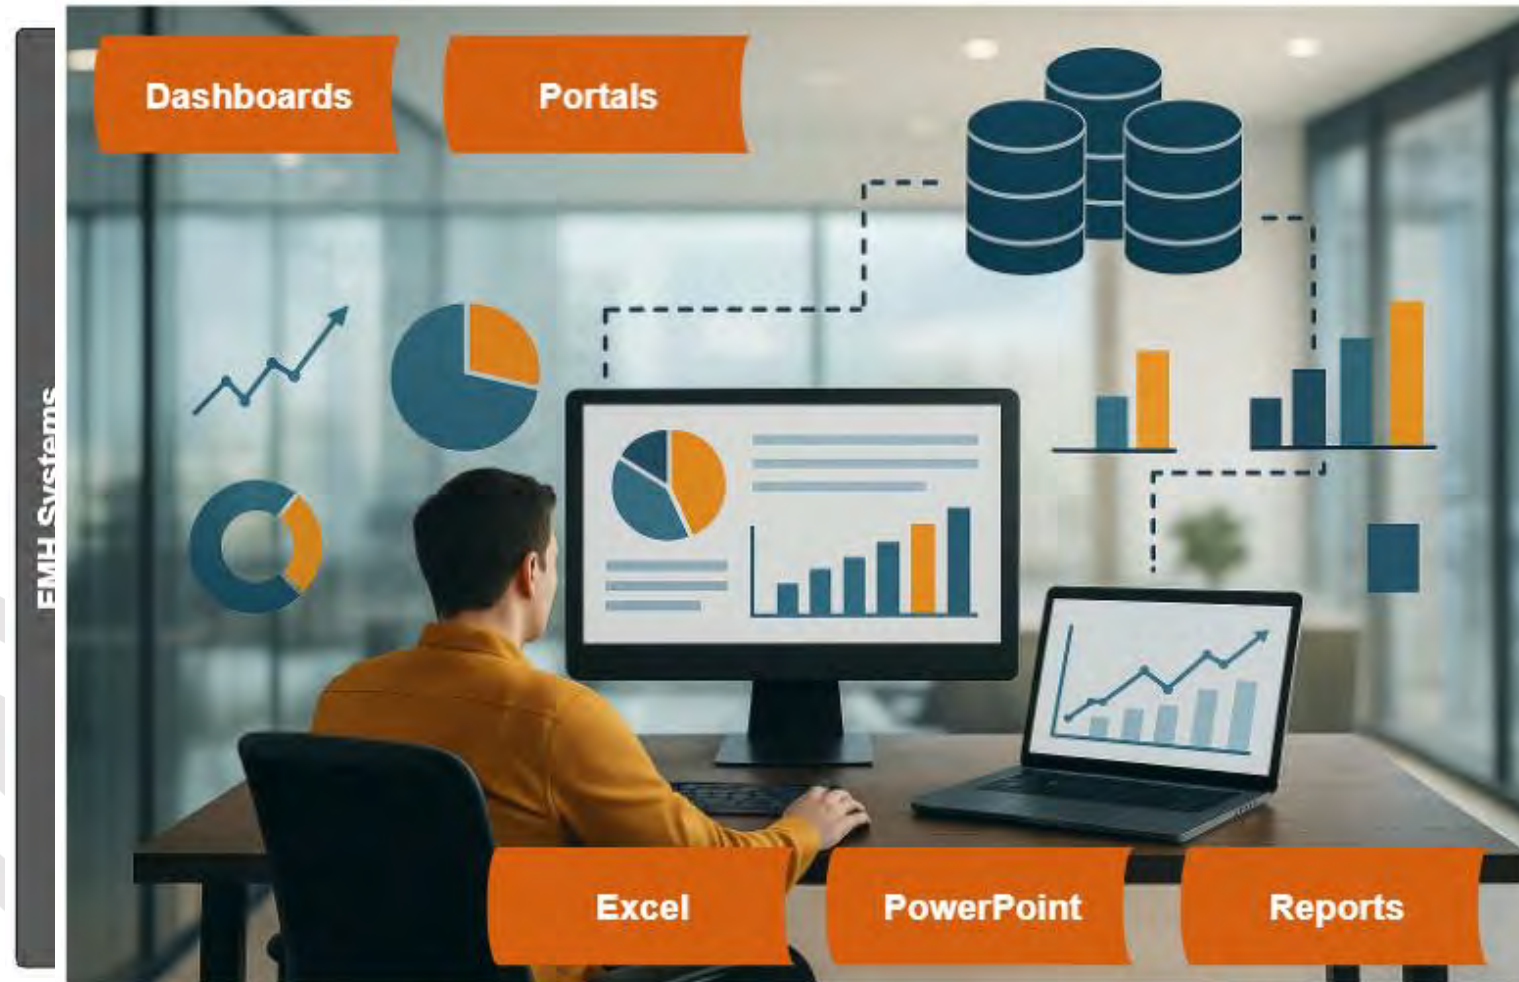 Dashboards
Portals
EMH Systems
Excel
PowerPoint
Reports